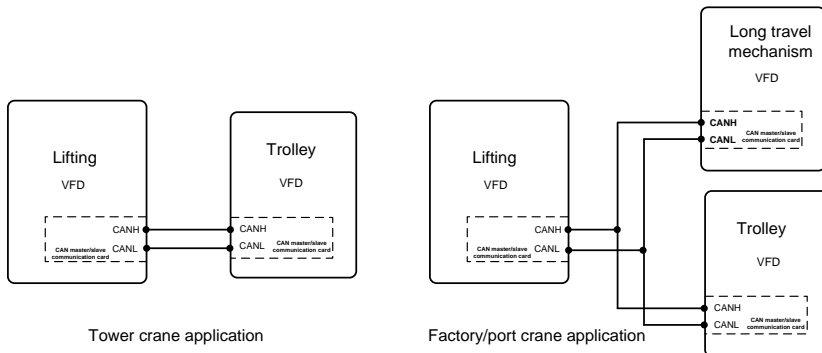 Lifting
VFD
CANH
CANL
CAN master/slave
communication card
Trolley
VFD
CANH
CANL
CAN master/slave
communication card
Tower crane application
Lifting
VFD
CANH
CANL
CAN master/slave
communication card
Long travel
mechanism
VFD
CANH
CANL
CAN master/slave
communication card
Trolley
VFD
CANH
CANL
CAN master/slave
communication card
Factory/port crane application